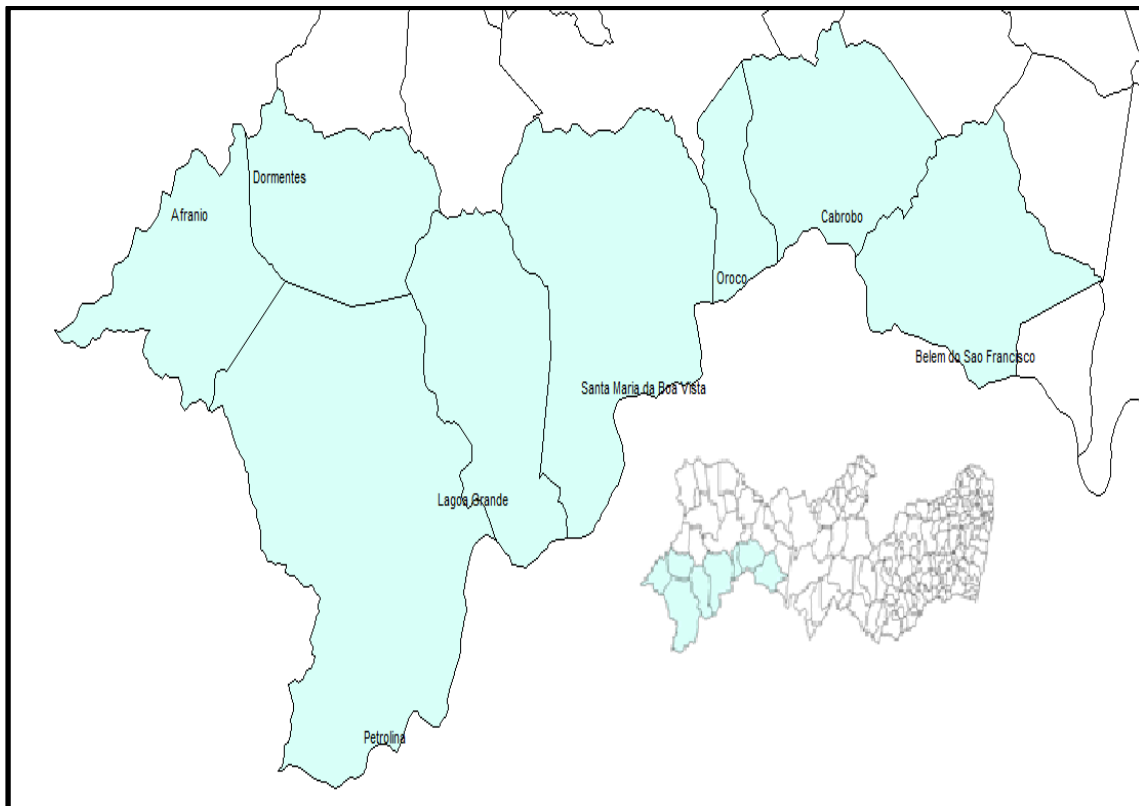 Dormentes
Afranio
Cabrobo
Oroco
Belem do Sao Francisco
Santa Maria da Boa Vista
Lagoa Grande
Petrolina